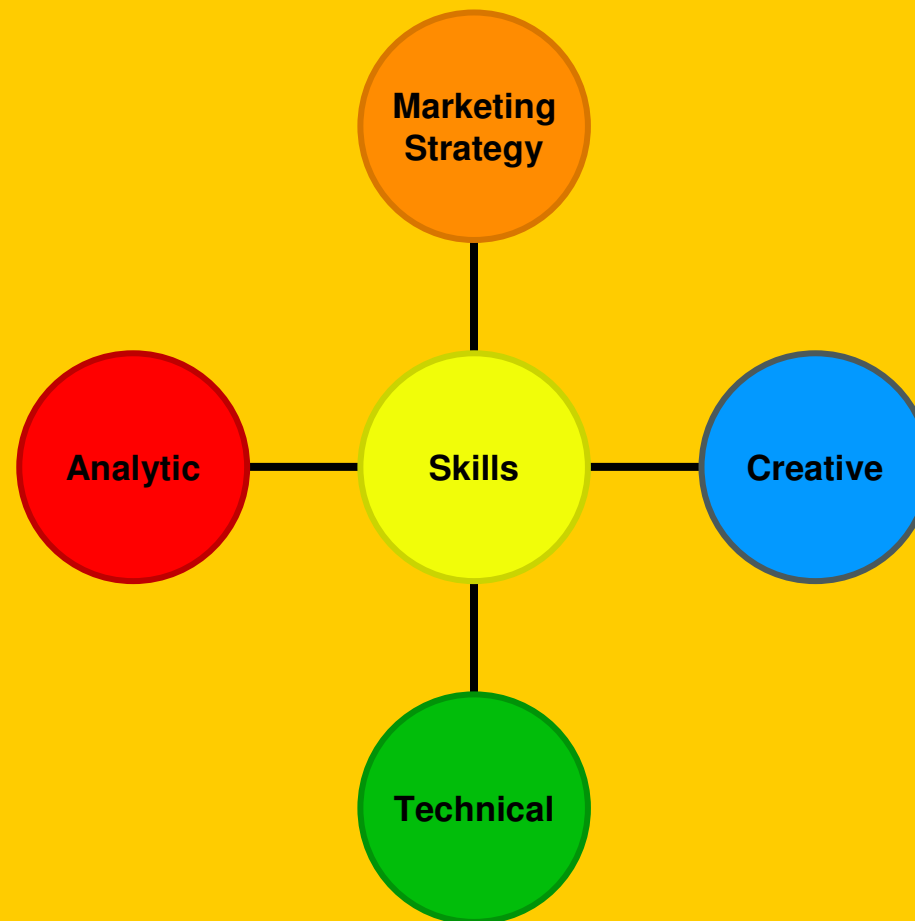 Marketing
Strategy
Analytic
Skills
Creative
Technical